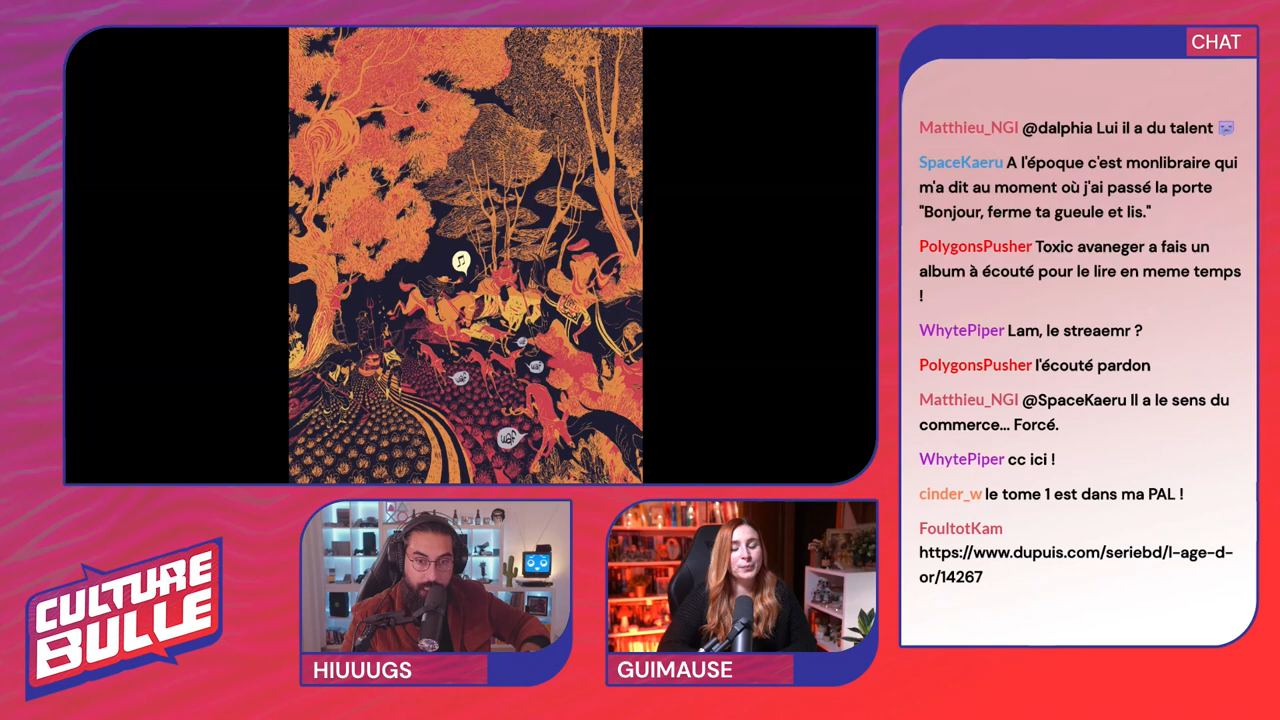 CHAT
Matthieu_NGI @dalphia Lui il a du talent
SpaceKaeru A l'époque c'est monlibraire qui
m'a dit au moment où j'ai passé la porte
"Bonjour, ferme ta gueule et lis."
PolygonsPusher Toxic avaneger a fais un
album à écouté pour le lire en meme temps
!
WhytePiper Lam, le streaemr ?
PolygonsPusher l'écouté pardon
Matthieu_NGI @SpaceKaeru Il a le sens du
commerce... Forcé.
WhytePiper cc ici !
cinder_w le tome 1 est dans ma PAL !
FoultotKam
https://www.dupuis.com/seriebd/l-age-d-
or/14267
waf
waf
waf
CULTURE
BULLE
HIUUUGS
GUIMAUSE